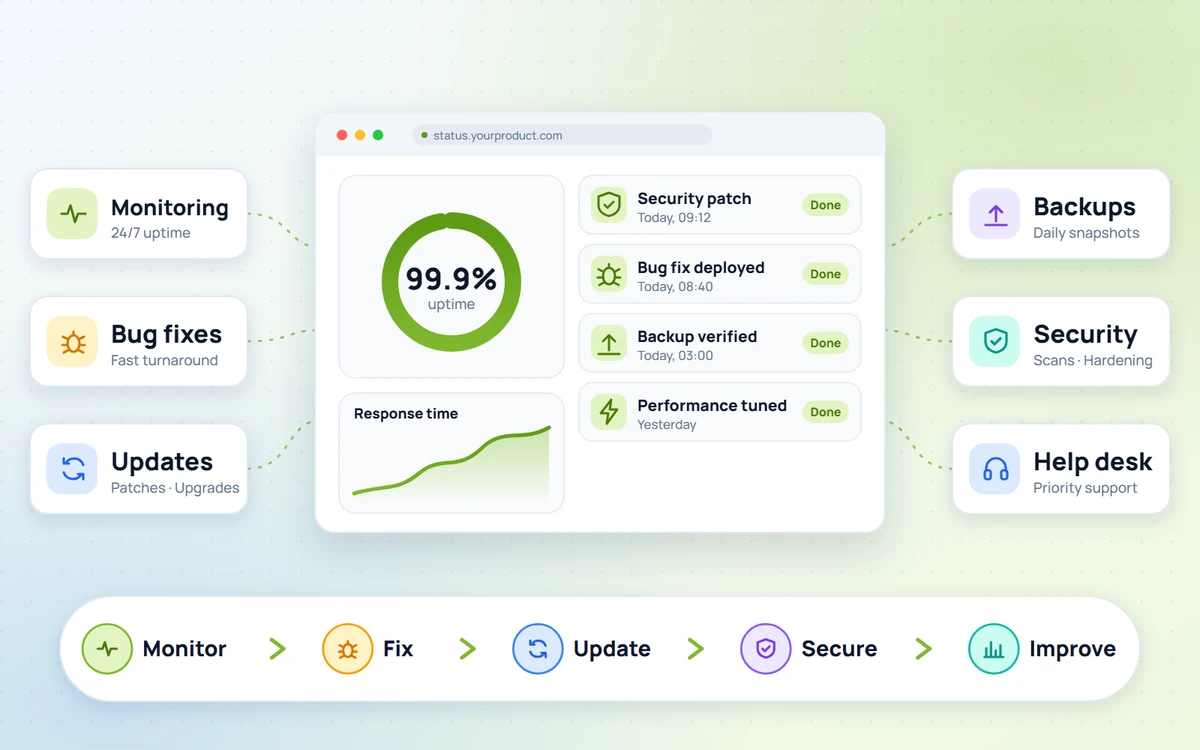 status.yourproduct.com
Monitoring
24/7 uptime
Bug fixes
Fast turnaround
Updates
Patches · Upgrades
99.9%
uptime
Response time
Security patch
Today, 09:12
Done
Bug fix deployed
Today, 08:40
Done
Backup verified
Today, 03:00
Done
Performance tuned
Yesterday
Done
Backups
Daily snapshots
Security
Scans · Hardening
Help desk
Priority support
Monitor
Fix
Update
Secure
Improve